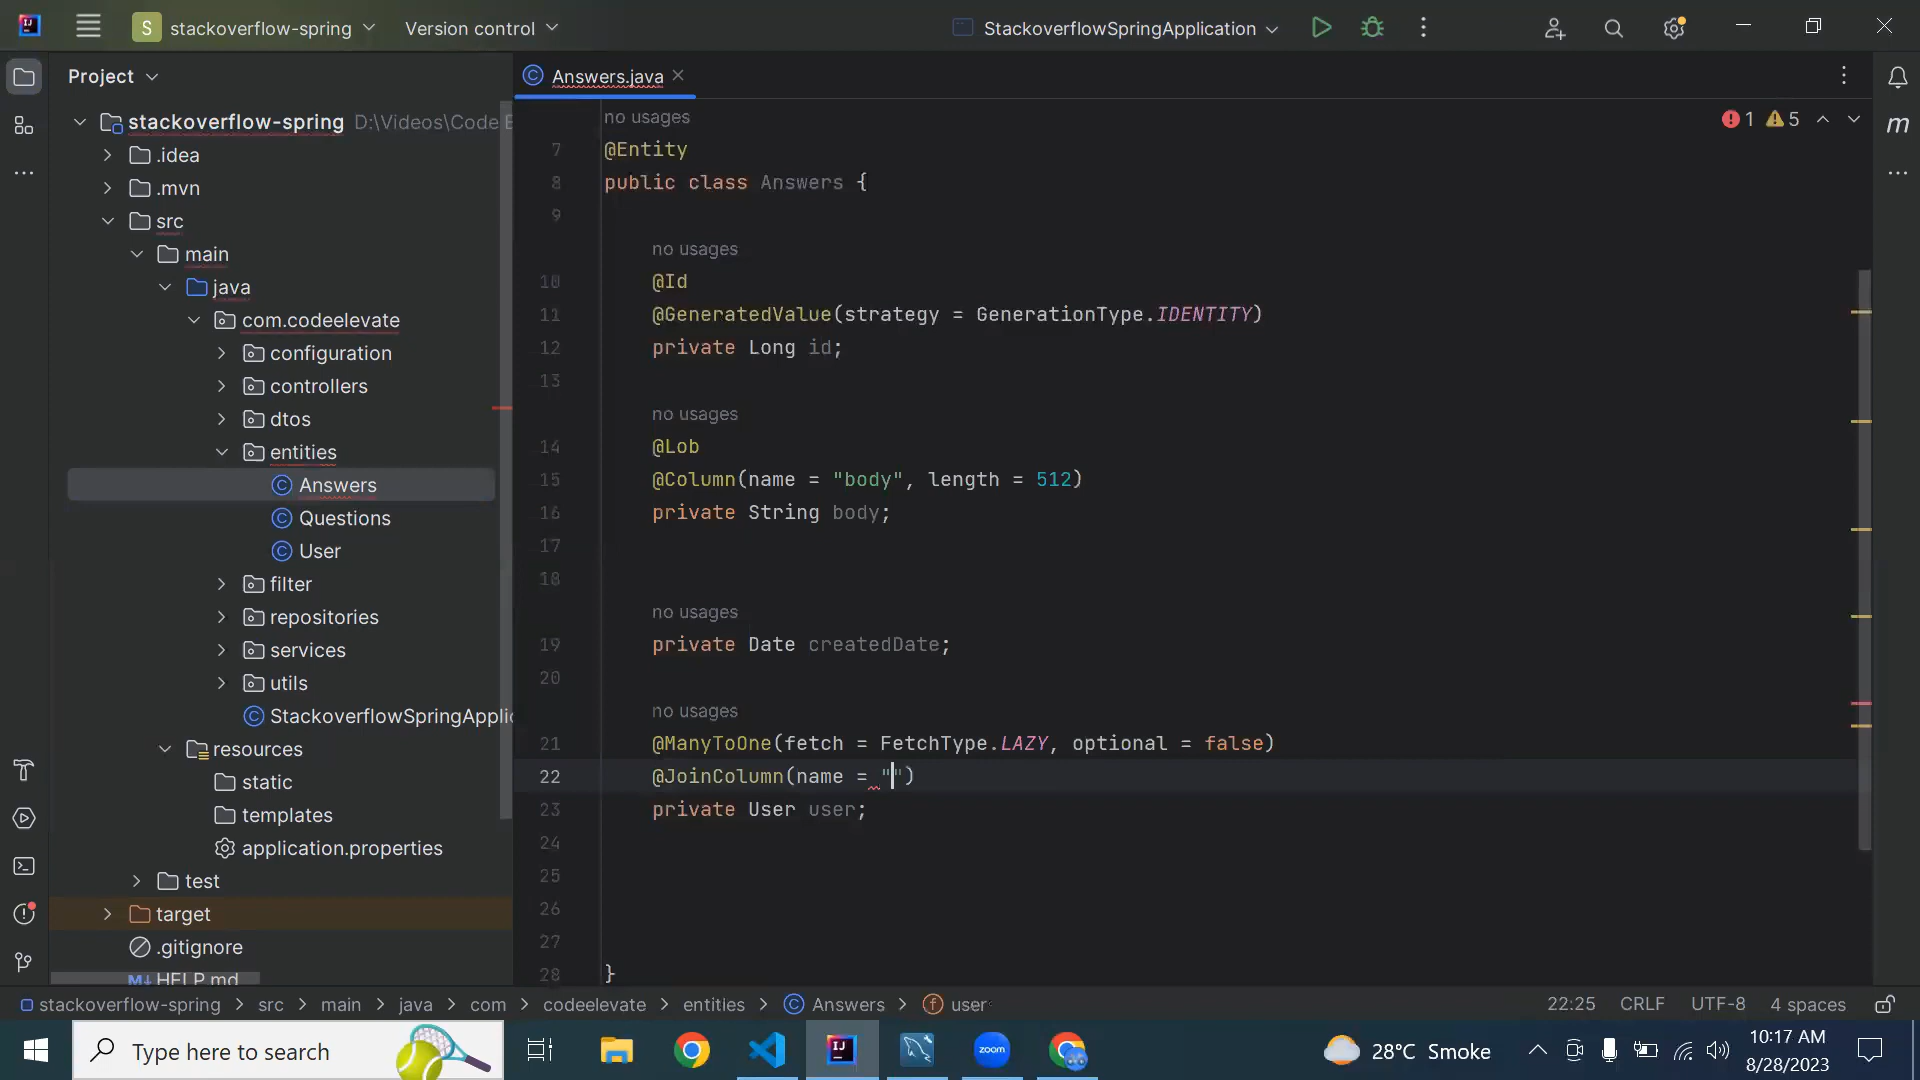 S stackoverflow-spring Version control StackoverflowSpringApplication
Project
Answers.java
stackoverflow-spring D:\Videos\Code E
.idea
.mvn
src
main
java
com.codeelevate
configuration
controllers
dtos
entities
Answers
Questions
User
filter
repositories
services
utils
StackoverflowSpringApplic
resources
static
templates
application.properties
test
target
.gitignore
M↓ HELP.md
1 5
no usages
7 @Entity
8 public class Answers {
9
no usages
10 @Id
11 @GeneratedValue(strategy = GenerationType.IDENTITY)
12 private Long id;
13
no usages
14 @Lob
15 @Column(name = "body", length = 512)
16 private String body;
17
18
no usages
19 private Date createdDate;
20
no usages
21 @ManyToOne(fetch = FetchType.LAZY, optional = false)
22 @JoinColumn(name = "")
23 private User user;
24
25
26
27
28 }
m
stackoverflow-spring > src > main > java > com > codeelevate > entities > Answers > user 22:25 CRLF UTF-8 4 spaces
Type here to search
IJ
zoom
28°C Smoke
10:17 AM
8/28/2023